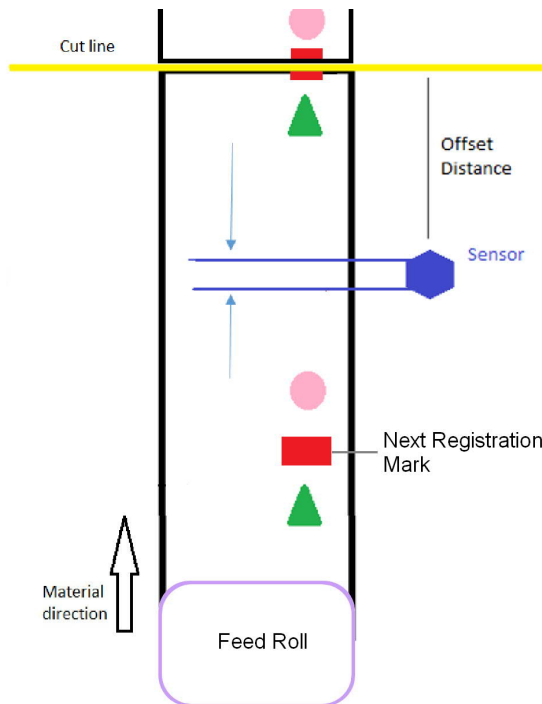 Cut line
Offset
Distance
Sensor
Next Registration
Mark
Material
direction
Feed Roll